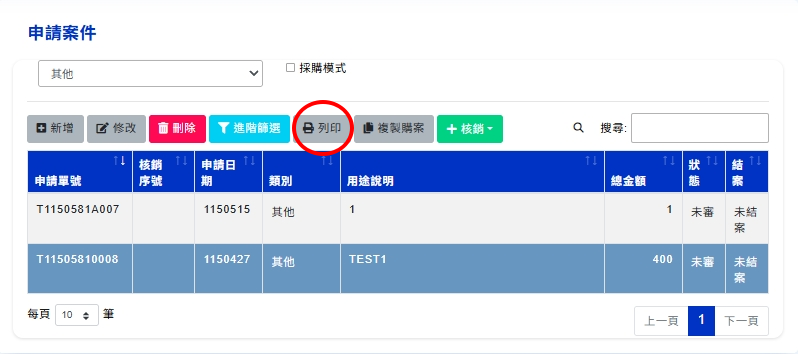 申請案件
其他
採購模式
新增 修改 刪除 進階篩選 列印 複製購案 核銷 搜尋:
申請單號 核銷序號 申請日期 類別 用途說明 總金額 狀態 結案
T1150581A007 1150515 其他 1 1 未審 未結案
T11505810008 1150427 其他 TEST1 400 未審 未結案
每頁 10 筆 上一頁 1 下一頁